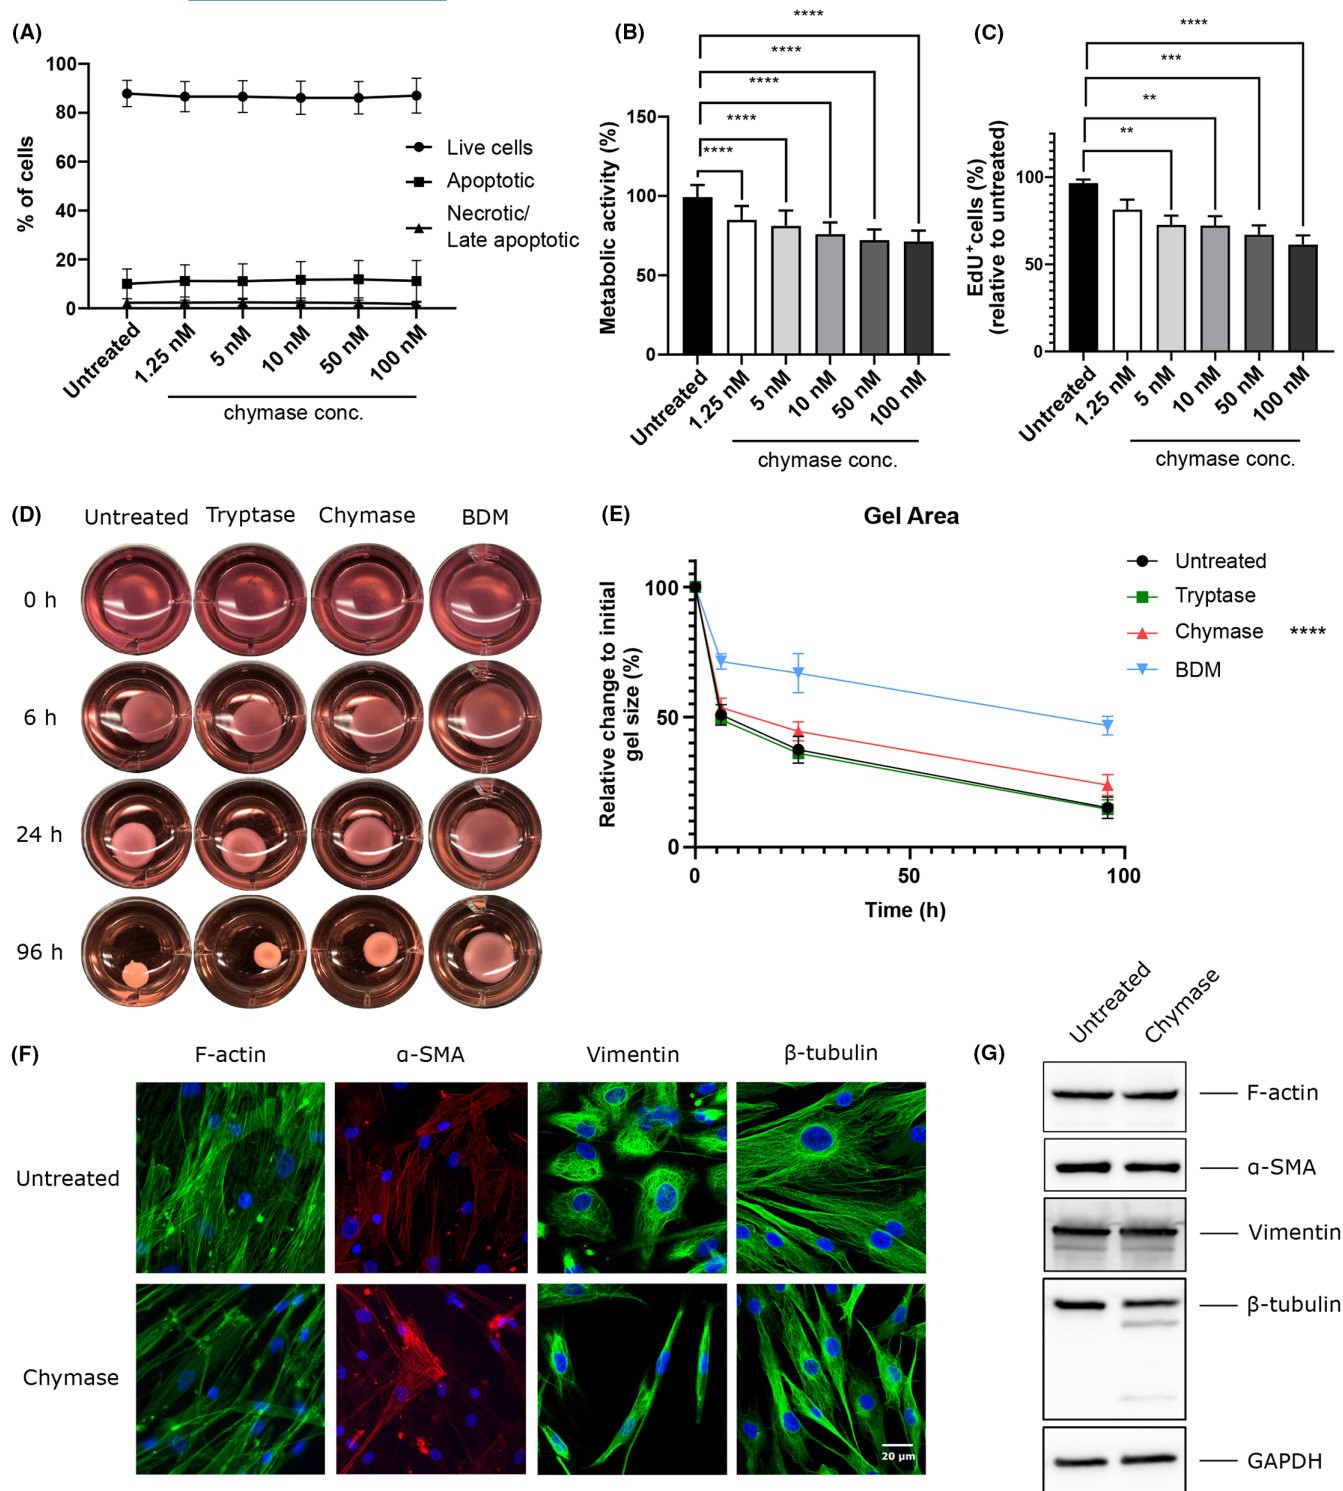 (A)
100
80
60
40
20
0
% of cells
Live cells
Apoptotic
Necrotic/
Late apoptotic
Untreated
1.25 nM
5 nM
10 nM
50 nM
100 nM
chymase conc.
(B)
****
****
****
****
****
150
100
50
0
Metabolic activity (%)
Untreated
1.25 nM
5 nM
10 nM
50 nM
100 nM
chymase conc.
(C)
****
***
**
**
100
50
0
EdU⁺cells (%)
(relative to untreated)
Untreated
1.25 nM
5 nM
10 nM
50 nM
100 nM
chymase conc.
(D)
Untreated Tryptase Chymase BDM
0 h
6 h
24 h
96 h
(E)
Gel Area
100
50
0
Relative change to initial
gel size (%)
0 50 100
Time (h)
Untreated
Tryptase
Chymase ****
BDM
(F)
F-actin α-SMA Vimentin β-tubulin
Untreated
Chymase
20 µm
(G)
Untreated
Chymase
F-actin
α-SMA
Vimentin
β-tubulin
GAPDH